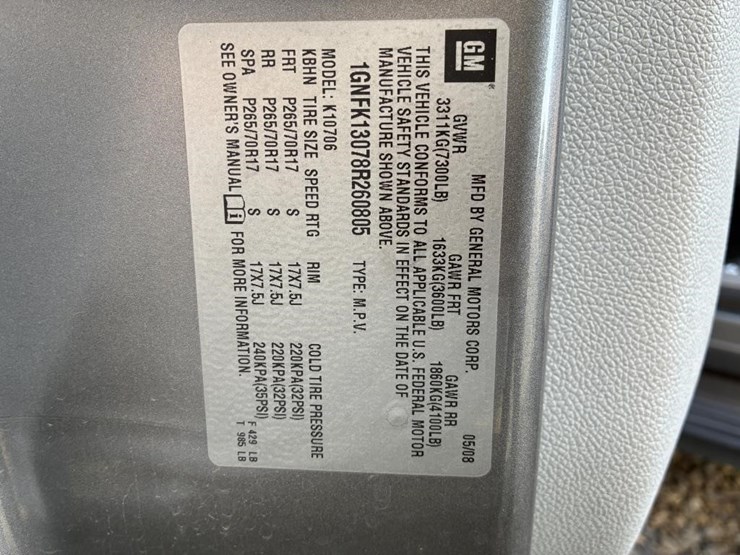 GM
MFD BY GENERAL MOTORS CORP. 05/08
GVWR GAWR FRT GAWR RR
3311KG(7300LB) 1633KG(3600LB) 1860KG(4100LB)
THIS VEHICLE CONFORMS TO ALL APPLICABLE U.S. FEDERAL MOTOR
VEHICLE SAFETY STANDARDS IN EFFECT ON THE DATE OF
MANUFACTURE SHOWN ABOVE.
1GNFK13078R260805 TYPE: M.P.V.
MODEL: K10706
KBHN TIRE SIZE SPEED RTG RIM COLD TIRE PRESSURE
FRT P265/70R17 S 17X7.5J 220KPA(32PSI)
RR P265/70R17 S 17X7.5J 220KPA(32PSI)
SPA P265/70R17 S 17X7.5J 240KPA(35PSI)
SEE OWNER'S MANUAL i FOR MORE INFORMATION.
F 429 LB
T 985 LB